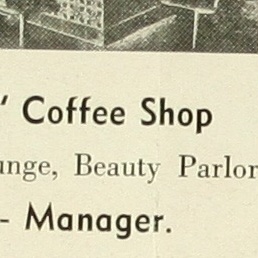 ' Coffee Shop
unge, Beauty Parlor
- Manager.